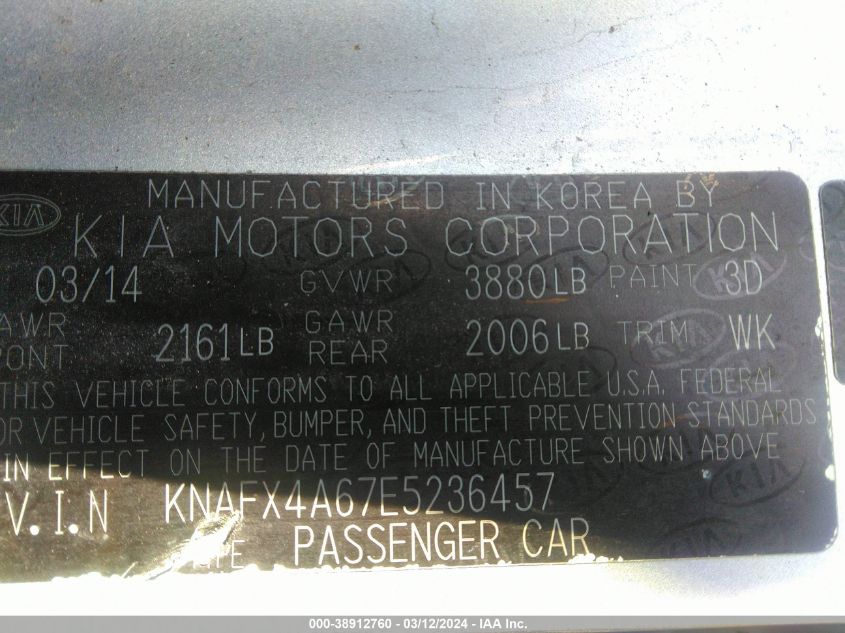 MANUFACTURED IN KOREA BY
KIA KIA MOTORS CORPORATION
03/14 GVWR 3880LB PAINT 3D
AWR GAWR
PONT 2161LB REAR 2006LB TRIM WK
THIS VEHICLE CONFORMS TO ALL APPLICABLE U.S.A. FEDERAL
OR VEHICLE SAFETY, BUMPER, AND THEFT PREVENTION STANDARDS
IN EFFECT ON THE DATE OF MANUFACTURE SHOWN ABOVE
V.I.N KNAFX4A67E5236457
PASSENGER CAR
000-38912760 - 03/12/2024 - IAA Inc.